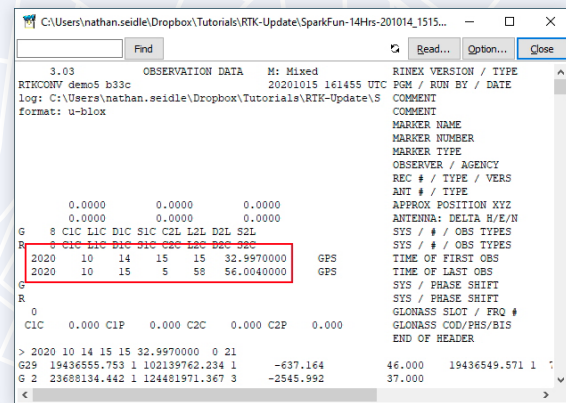 C:\Users\nathan.seidle\Dropbox\Tutorials\RTK-Update\SparkFun-14Hrs-201014_1515...
Find Read... Option... Close
3.03 OBSERVATION DATA M: Mixed RINEX VERSION / TYPE
RTKCONV demo5 b33c 20201015 161455 UTC PGM / RUN BY / DATE
log: C:\Users\nathan.seidle\Dropbox\Tutorials\RTK-Update\S COMMENT
format: u-blox COMMENT
MARKER NAME
MARKER NUMBER
MARKER TYPE
OBSERVER / AGENCY
REC # / TYPE / VERS
ANT # / TYPE
0.0000 0.0000 0.0000 APPROX POSITION XYZ
0.0000 0.0000 0.0000 ANTENNA: DELTA H/E/N
G 8 C1C L1C D1C S1C C2L L2L D2L S2L SYS / # / OBS TYPES
R 8 C1C L1C D1C S1C C2C L2C D2C S2C SYS / # / OBS TYPES
2020 10 14 15 15 32.9970000 GPS TIME OF FIRST OBS
2020 10 15 5 58 56.0040000 GPS TIME OF LAST OBS
G SYS / PHASE SHIFT
R SYS / PHASE SHIFT
0 GLONASS SLOT / FRQ #
C1C 0.000 C1P 0.000 C2C 0.000 C2P 0.000 GLONASS COD/PHS/BIS
END OF HEADER
> 2020 10 14 15 15 32.9970000 0 21
G29 19436555.753 1 102139762.234 1 -637.164 46.000 19436549.571 1
G 2 23688134.442 1 124481971.367 3 -2545.992 37.000